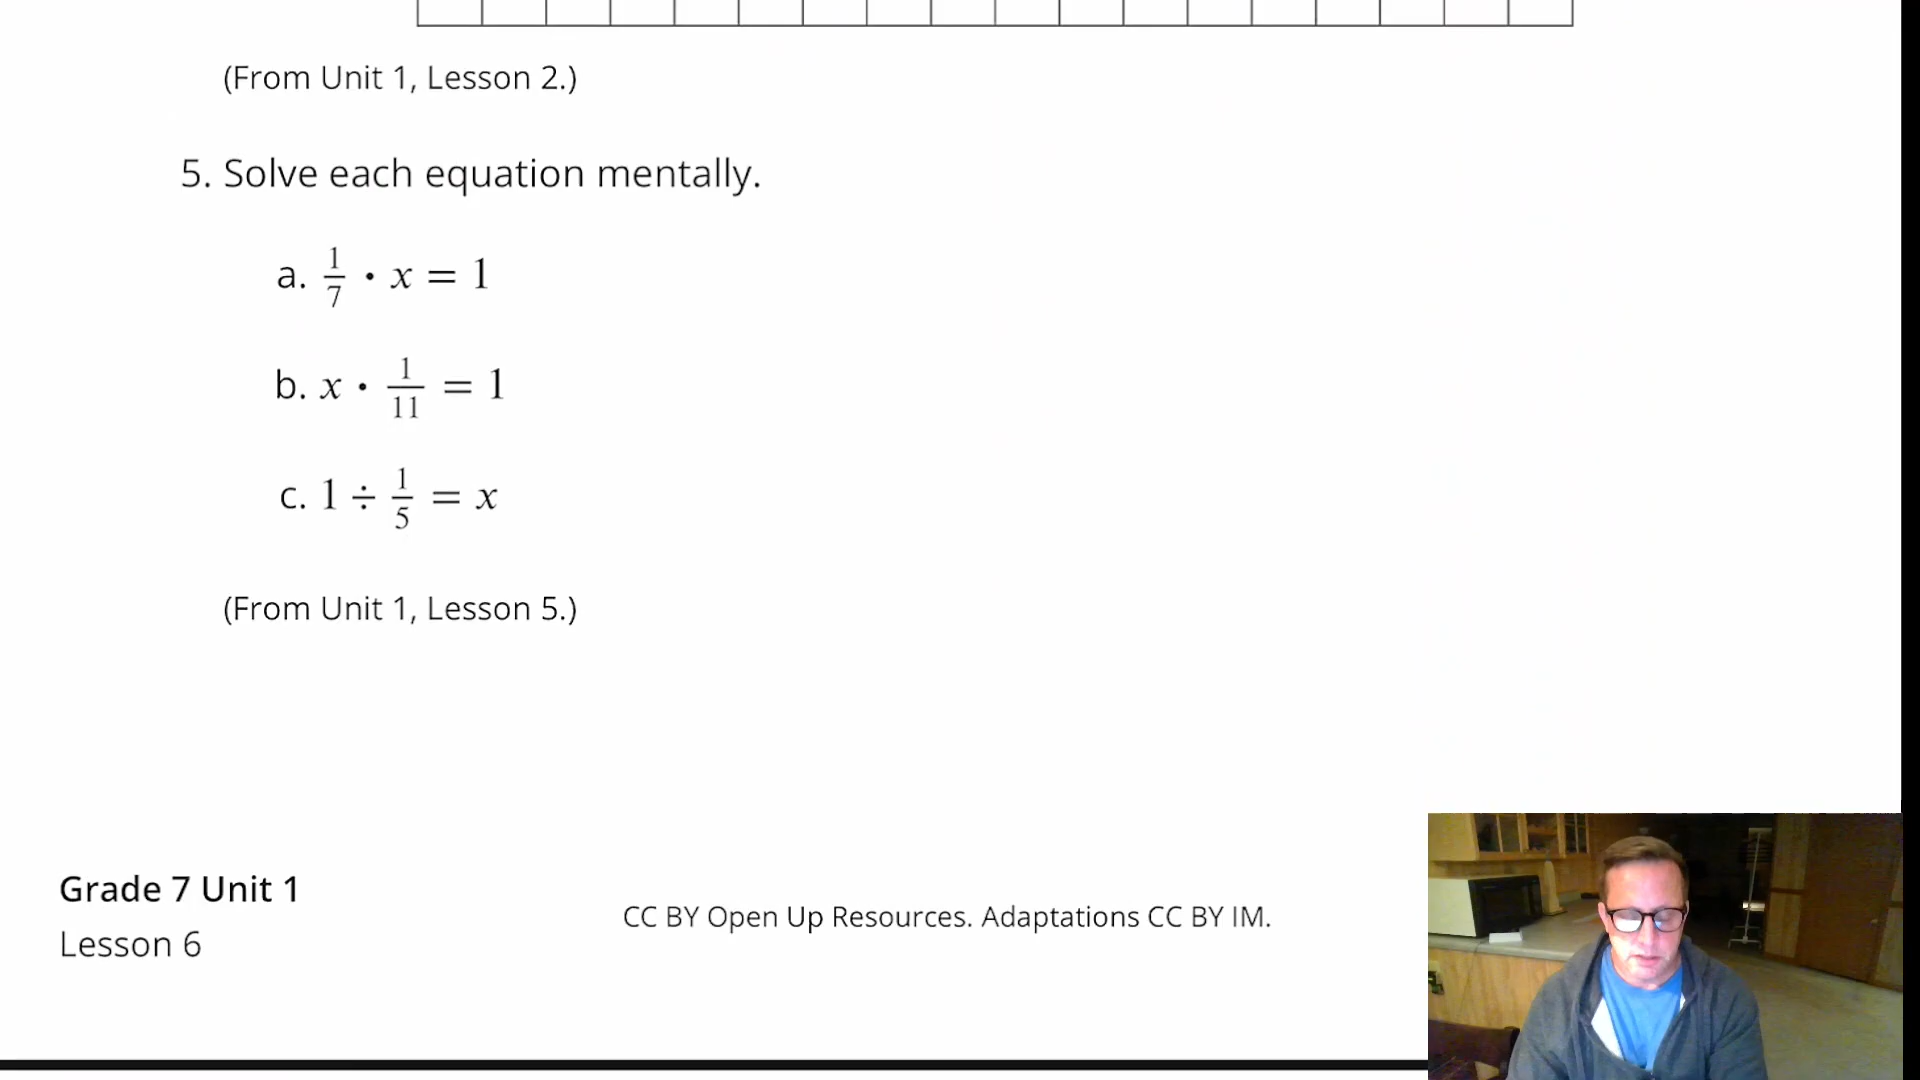 (From Unit 1, Lesson 2.)
5. Solve each equation mentally.
a. 1/7 · x = 1
b. x · 1/11 = 1
c. 1 ÷ 1/5 = x
(From Unit 1, Lesson 5.)
Grade 7 Unit 1
Lesson 6
CC BY Open Up Resources. Adaptations CC BY IM.